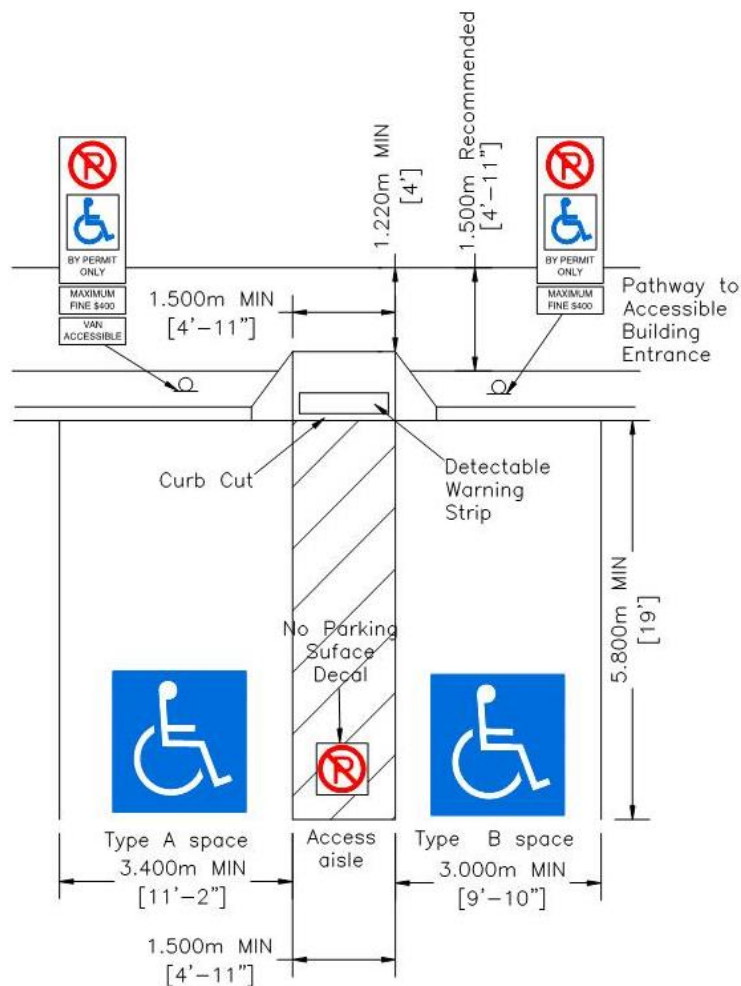 1.220m MIN
[4']
1.500m Recommended
[4'-11"]
P
BY PERMIT
ONLY
MAXIMUM
FINE $400
VAN
ACCESSIBLE
1.500m MIN
[4'-11"]
P
BY PERMIT
ONLY
MAXIMUM
FINE $400
Pathway to
Accessible
Building
Entrance
Curb Cut
Detectable
Warning
Strip
5.800m MIN
[19']
No Parking
Suface
Decal
P
Type A space
3.400m MIN
[11'-2"]
Access
aisle
Type B space
3.000m MIN
[9'-10"]
1.500m MIN
[4'-11"]